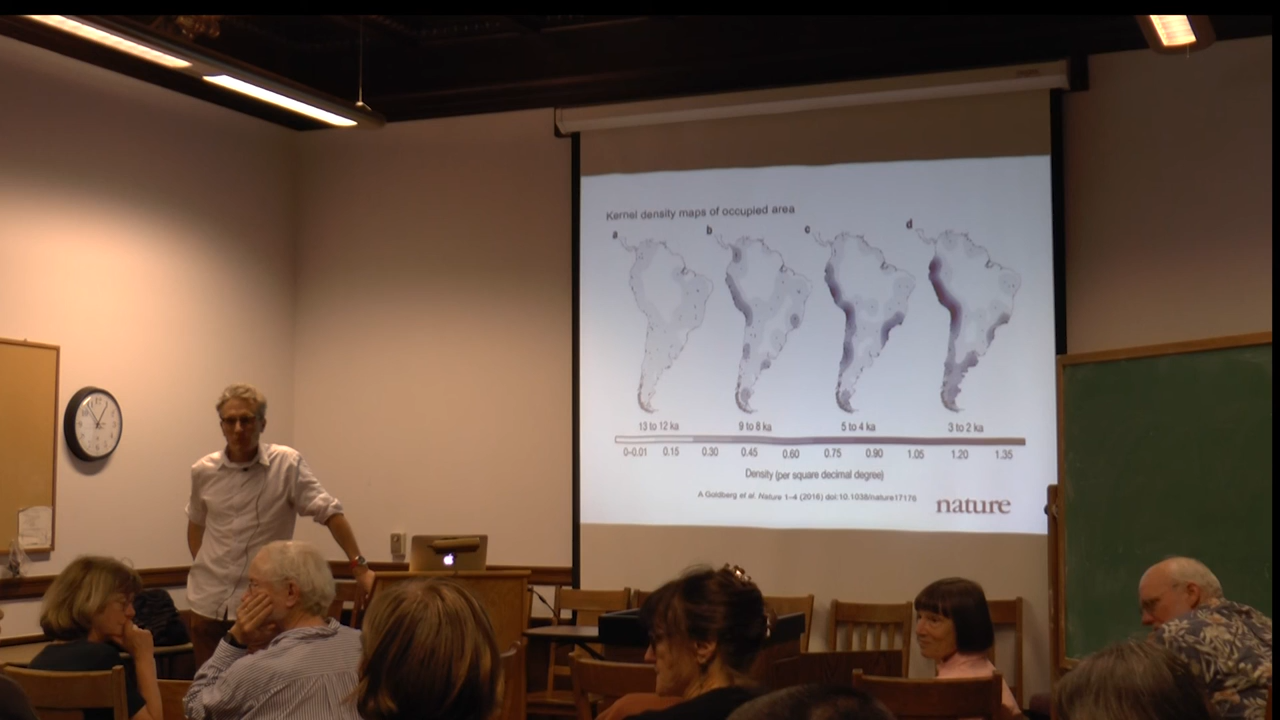 Kernel density maps of occupied area
a b c d
13 to 12 ka 9 to 8 ka 5 to 4 ka 3 to 2 ka
0–0.01 0.15 0.30 0.45 0.60 0.75 0.90 1.05 1.20 1.35
Density (per square decimal degree)
A Goldberg et al. Nature 1–4 (2016) doi:10.1038/nature17176
nature